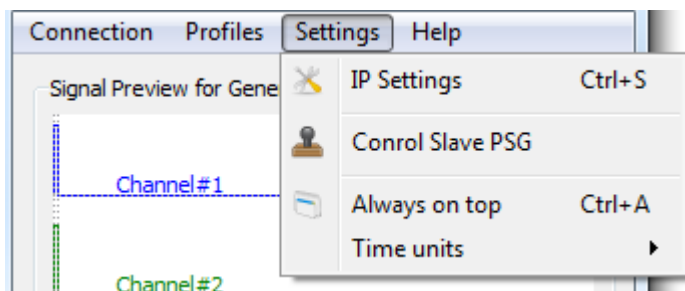 Connection Profiles Settings Help
Signal Preview for Gene
IP Settings Ctrl+S
Conrol Slave PSG
Channel#1
Always on top Ctrl+A
Time units
Channel#2